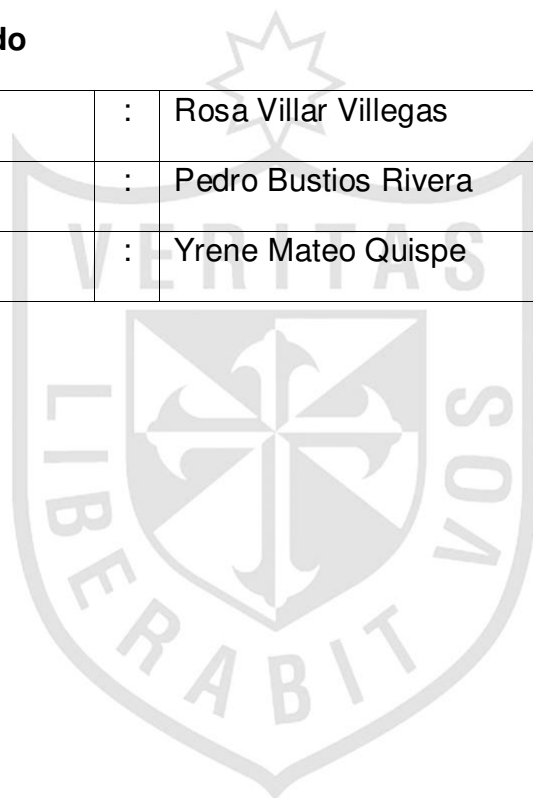 do
: Rosa Villar Villegas
: Pedro Bustios Rivera
: Yrene Mateo Quispe
VERITAS
LIBERABIT VOS